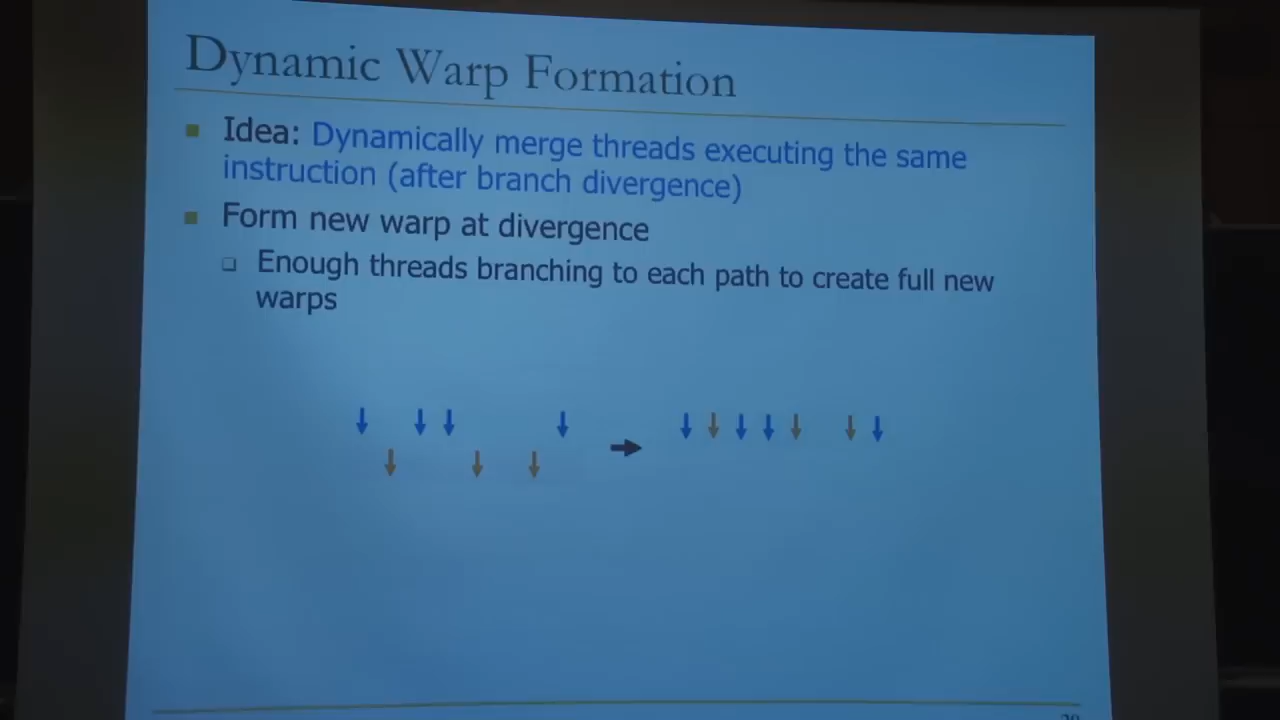 Dynamic Warp Formation
Idea: Dynamically merge threads executing the same
instruction (after branch divergence)
Form new warp at divergence
Enough threads branching to each path to create full new
warps